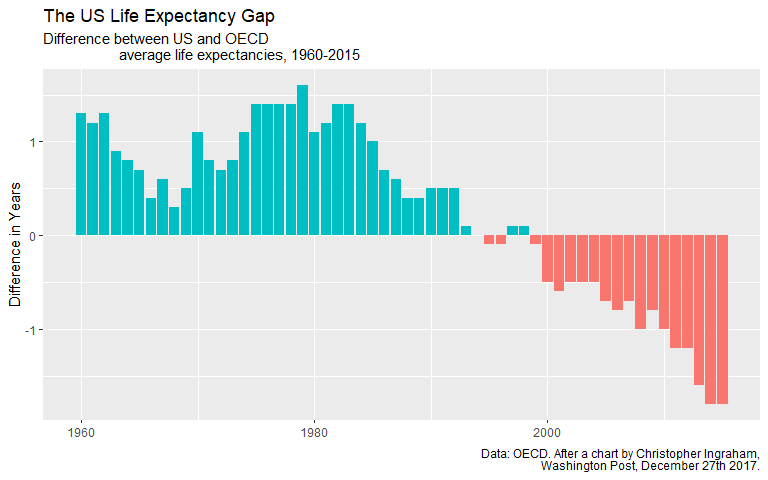 The US Life Expectancy Gap
Difference between US and OECD
average life expectancies, 1960-2015
Difference in Years
1
0
-1
1960
1980
2000
Data: OECD. After a chart by Christopher Ingraham,
Washington Post, December 27th 2017.